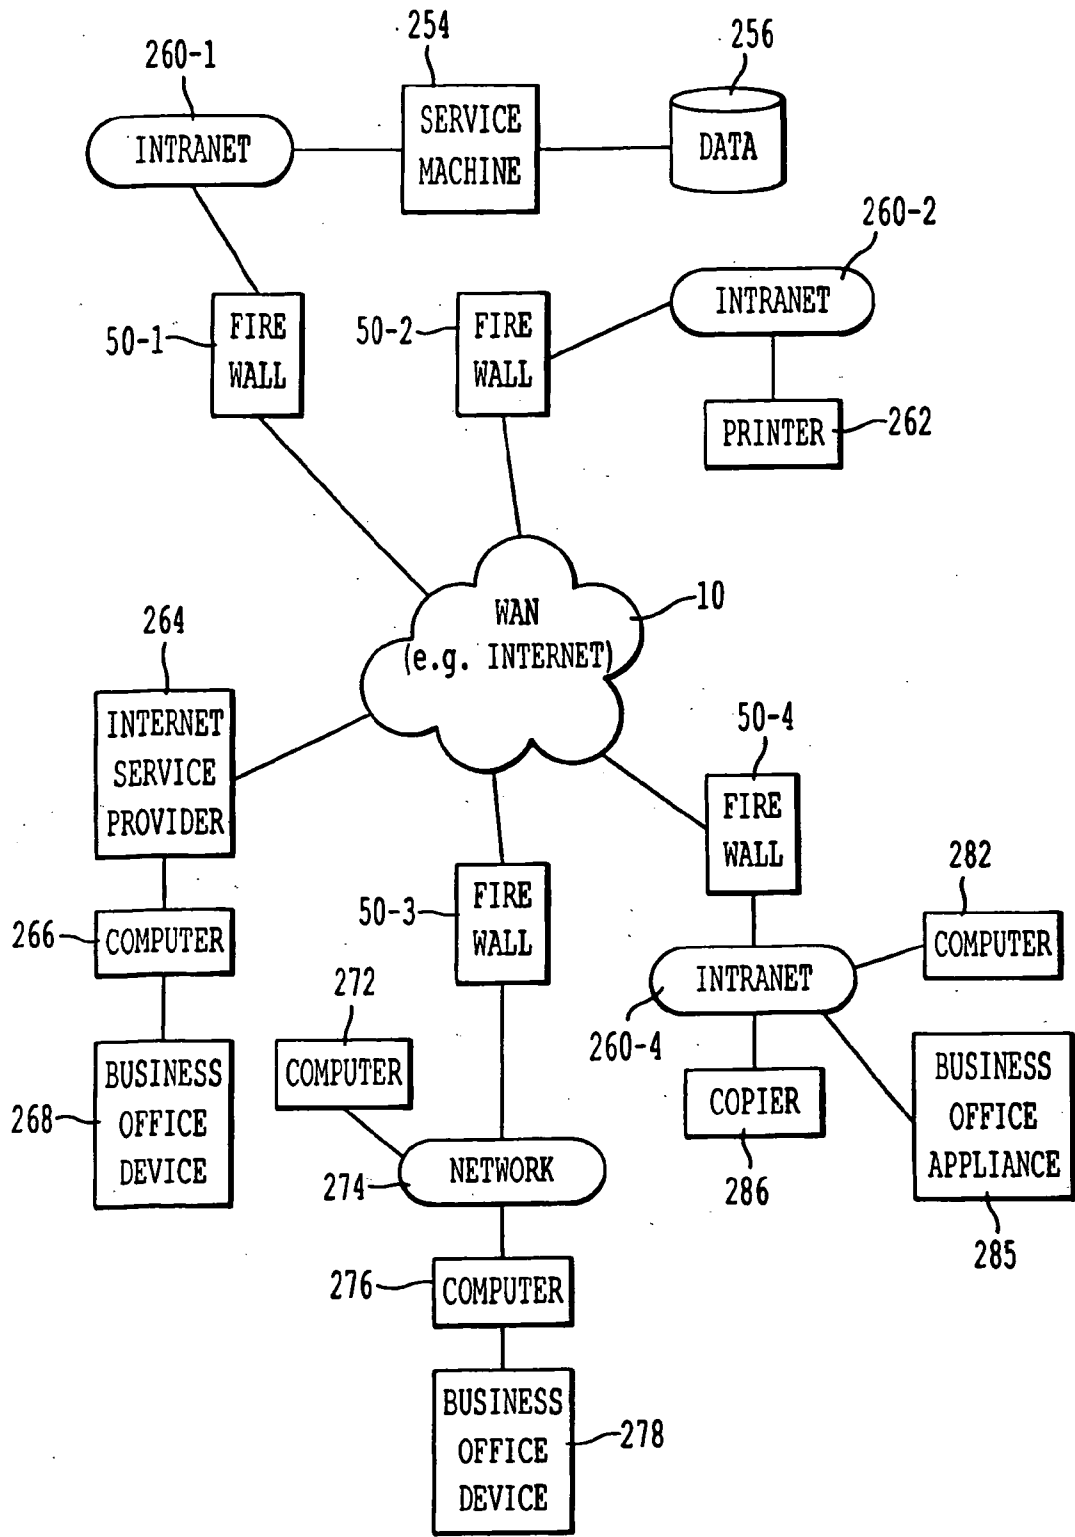 254
256
260-1
INTRANET
SERVICE
MACHINE
DATA
260-2
INTRANET
50-1
FIRE
WALL
50-2
FIRE
WALL
PRINTER
262
WAN
(e.g. INTERNET)
10
264
INTERNET
SERVICE
PROVIDER
50-4
FIRE
WALL
266
COMPUTER
50-3
FIRE
WALL
282
COMPUTER
INTRANET
260-4
272
COMPUTER
268
BUSINESS
OFFICE
DEVICE
COPIER
286
BUSINESS
OFFICE
APPLIANCE
285
NETWORK
274
276
COMPUTER
BUSINESS
OFFICE
DEVICE
278